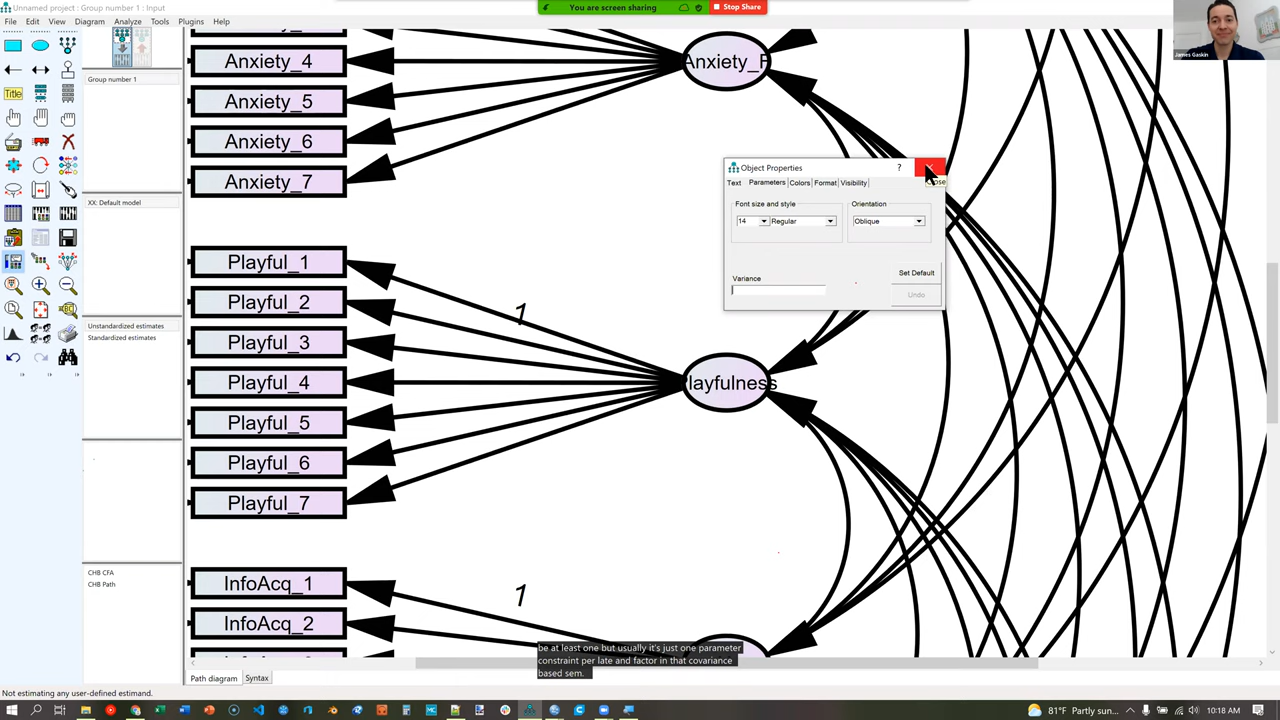 Unnamed project : Group number 1 : Input
You are screen sharing
Stop Share
File Edit View Diagram Analyze Tools Plugins Help
James Gaskin
Title
Group number 1
XX: Default model
Unstandardized estimates
Standardized estimates
CHB CFA
CHB Path
Anxiety_4
Anxiety_5
Anxiety_6
Anxiety_7
Playful_1
Playful_2
Playful_3
Playful_4
Playful_5
Playful_6
Playful_7
InfoAcq_1
InfoAcq_2
1
1
Playfulness
Object Properties
?
Close
Text Parameters Colors Format Visibility
Font size and style
Orientation
14 Regular
Oblique
Variance
Set Default
Undo
be at least one but usually it's just one parameter
constraint per late and factor in that covariance
based sem.
Path diagram Syntax
Not estimating any user-defined estimand.
81°F Partly sun...
10:18 AM